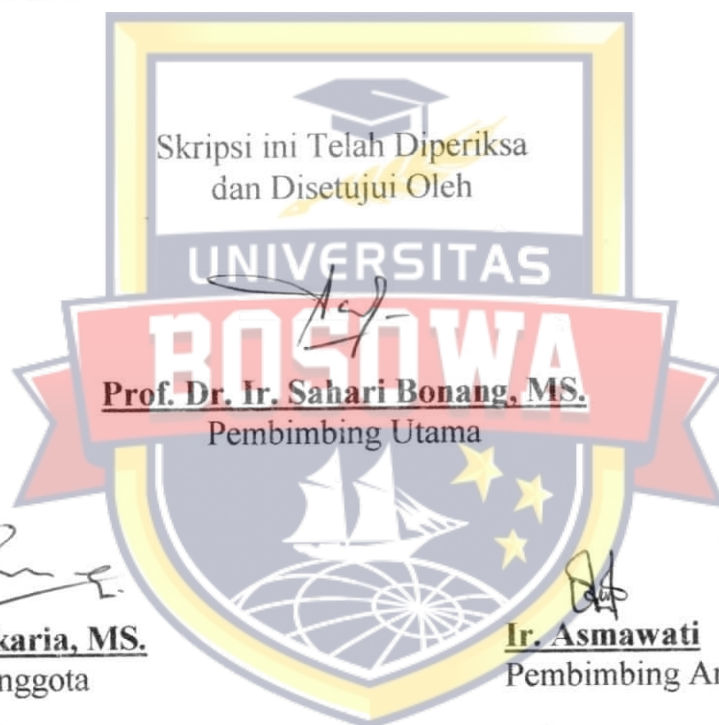 Skripsi ini Telah Diperiksa
dan Disetujui Oleh
UNIVERSITAS
BOSOWA
Prof. Dr. Ir. Sahari Bonang, MS.
Pembimbing Utama
karia, MS.
nggota
Ir. Asmawati
Pembimbing An